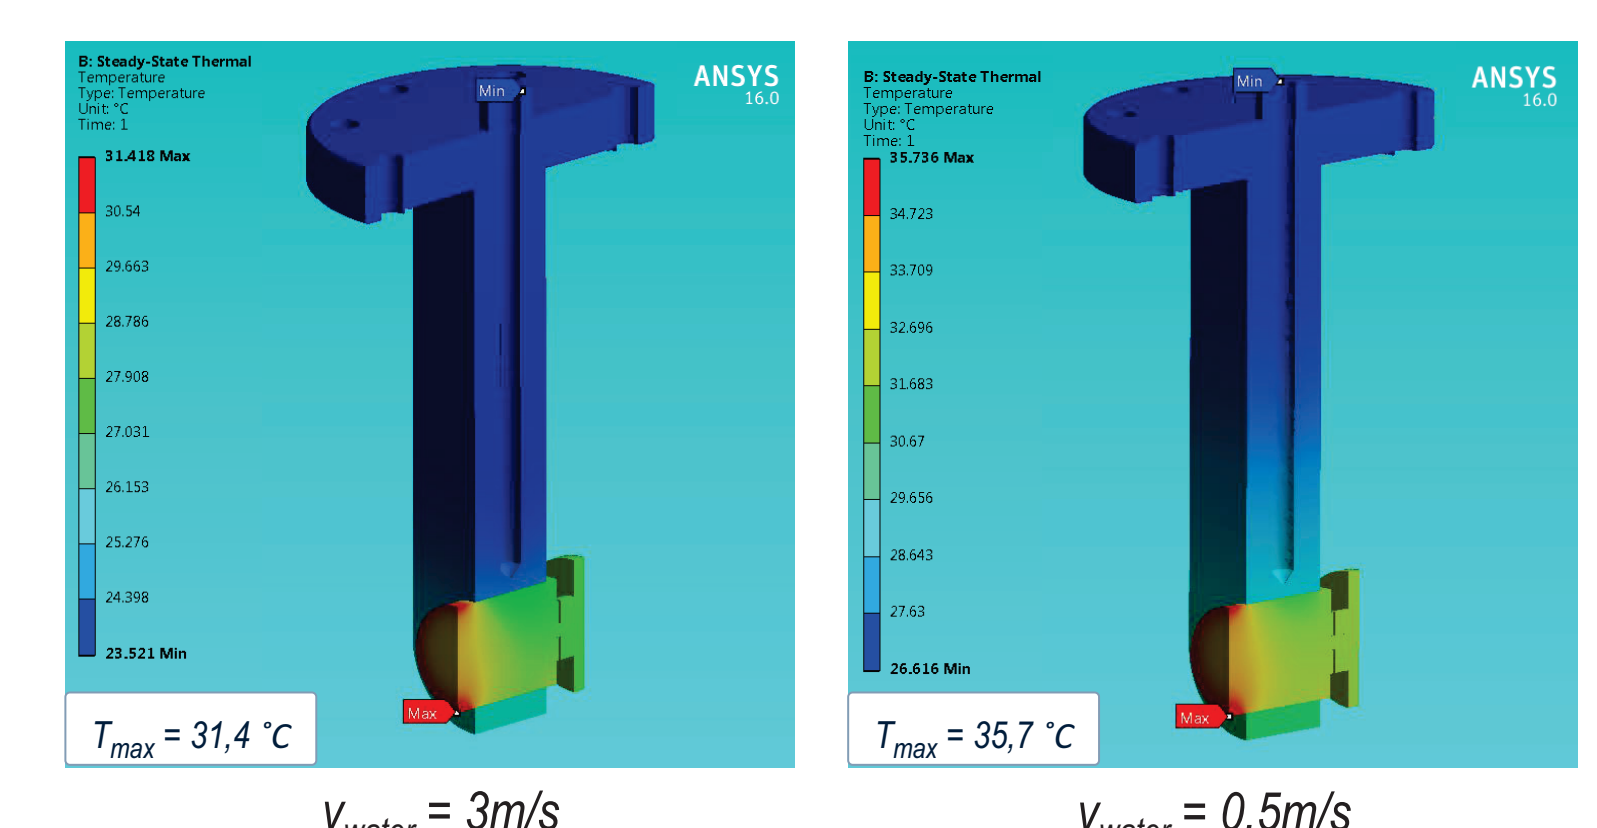 B: Steady-State Thermal
Temperature
Type: Temperature
Unit: °C
Time: 1
31.418 Max
30.54
29.663
28.786
27.908
27.031
26.153
25.276
24.398
23.521 Min
Min
ANSYS
16.0
Max
Tmax = 31,4 °C
vwater = 3m/s
B: Steady-State Thermal
Temperature
Type: Temperature
Unit: °C
Time: 1
35.736 Max
34.723
33.709
32.696
31.683
30.67
29.656
28.643
27.63
26.616 Min
Min
ANSYS
16.0
Max
Tmax = 35,7 °C
vwater = 0.5m/s